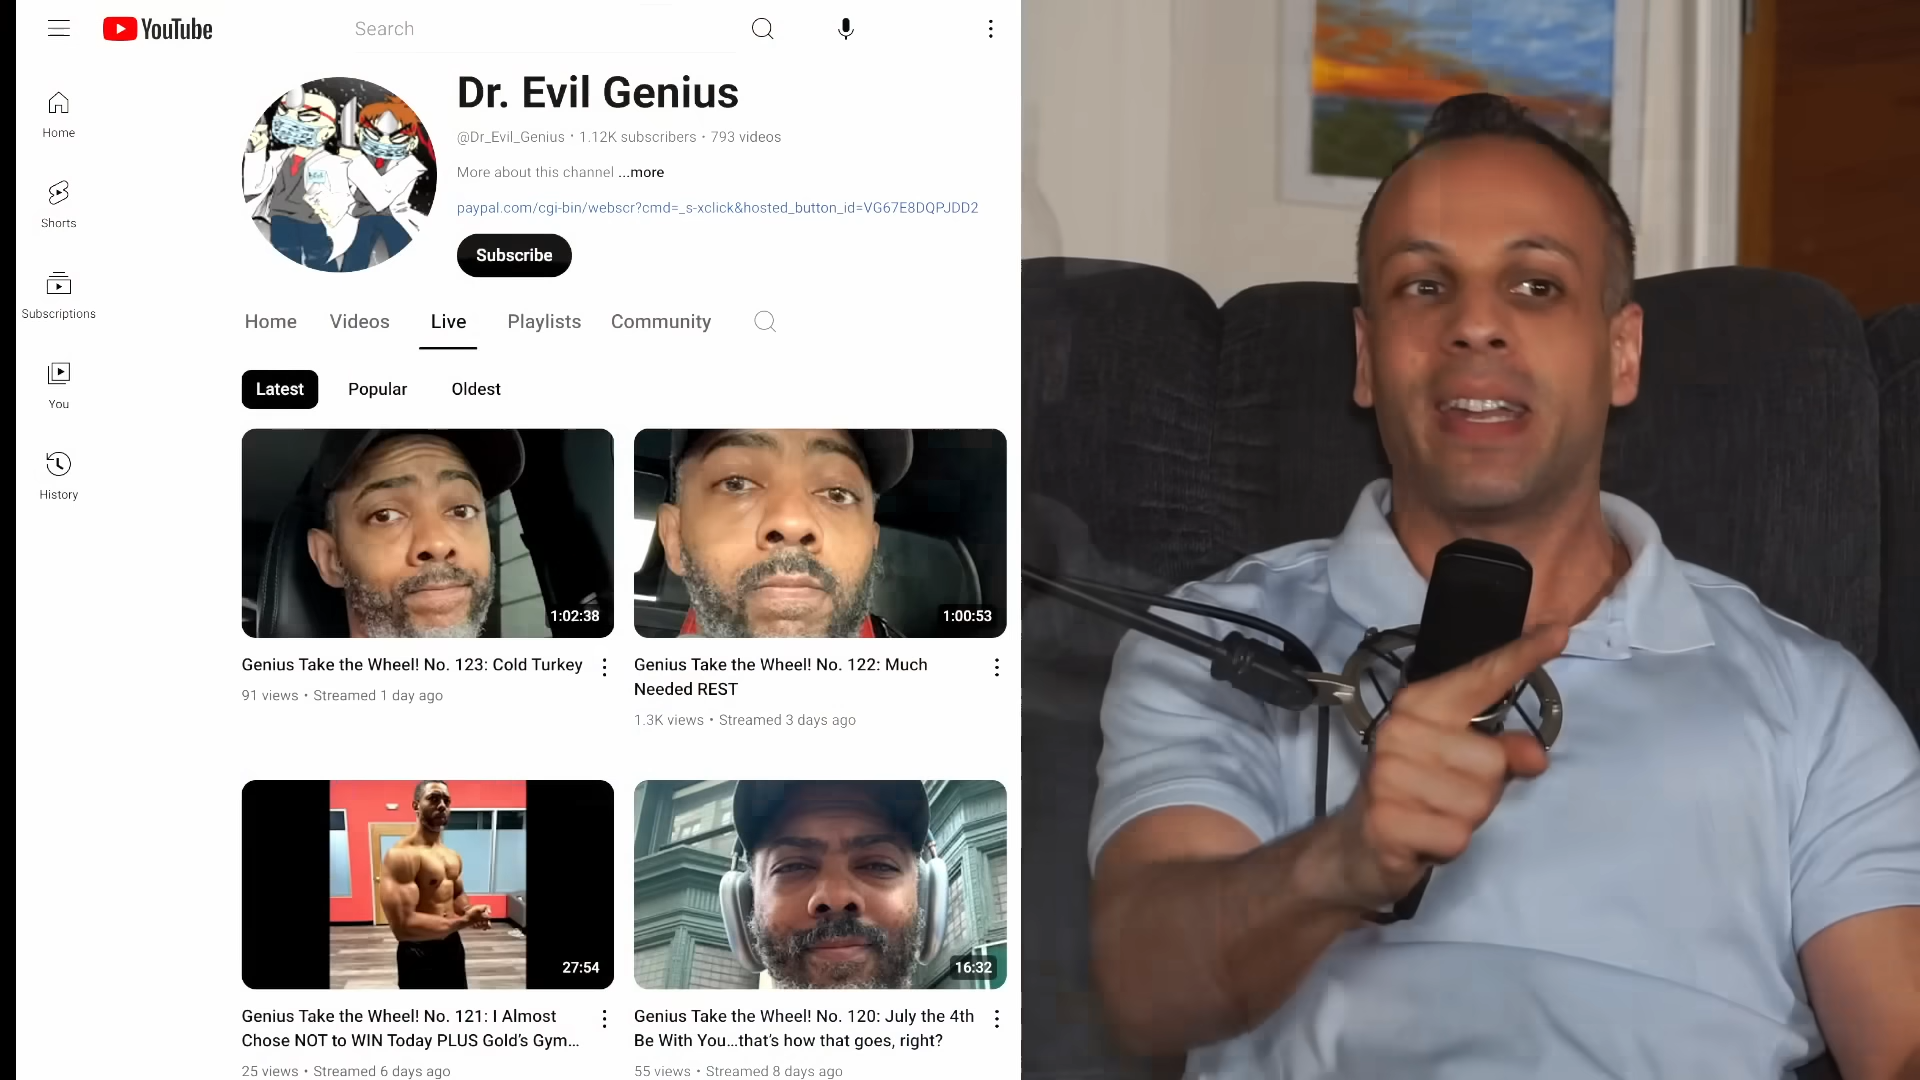 YouTube
Search
Home
Shorts
Subscriptions
You
History
Dr. Evil Genius
@Dr_Evil_Genius • 1.12K subscribers • 793 videos
More about this channel ...more
paypal.com/cgi-bin/webscr?cmd=_s-xclick&hosted_button_id=VG67E8DQPJDD2
Subscribe
Home Videos Live Playlists Community
Latest Popular Oldest
1:02:38
Genius Take the Wheel! No. 123: Cold Turkey
91 views • Streamed 1 day ago
1:00:53
Genius Take the Wheel! No. 122: Much
Needed REST
1.3K views • Streamed 3 days ago
27:54
Genius Take the Wheel! No. 121: I Almost
Chose NOT to WIN Today PLUS Gold's Gym...
25 views • Streamed 6 days ago
16:32
Genius Take the Wheel! No. 120: July the 4th
Be With You...that's how that goes, right?
55 views • Streamed 8 days ago